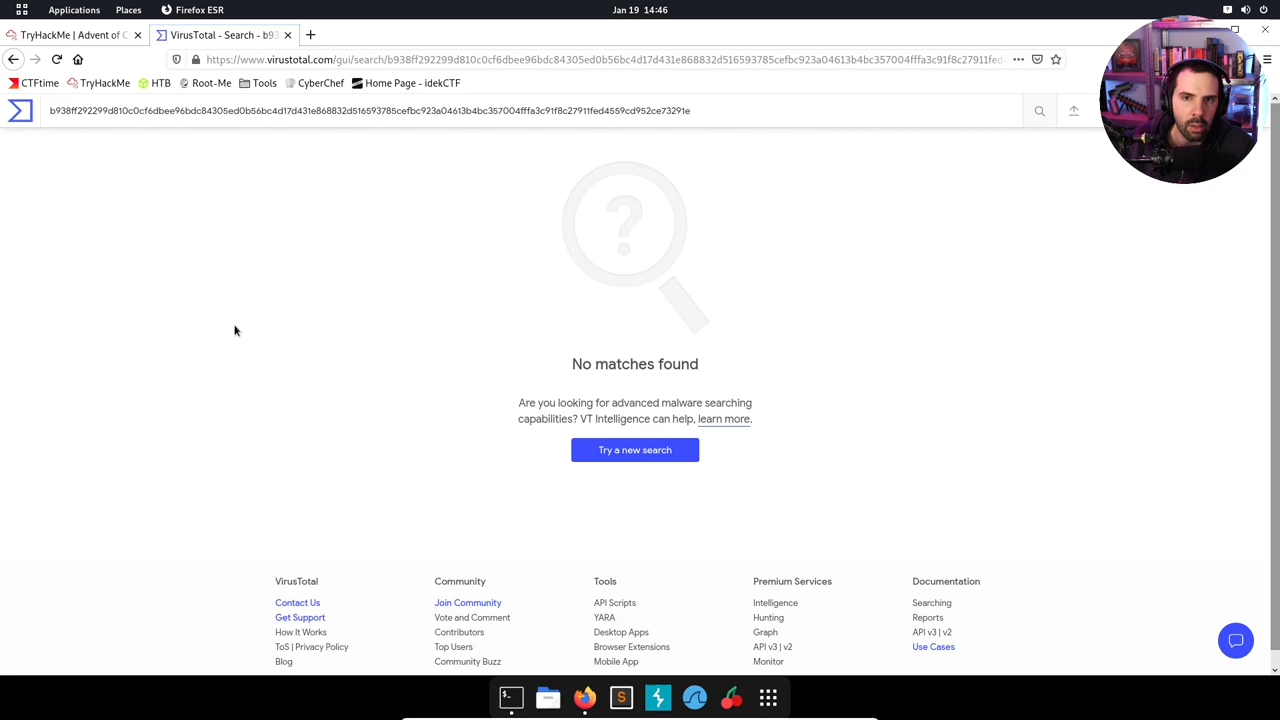 Applications Places Firefox ESR Jan 19 14:46
TryHackMe | Advent of C VirusTotal - Search - b93
https://www.virustotal.com/gui/search/b938ff292299d810c0cf6dbee96bdc84305ed0b56bc4d17d431e868832d516593785cefbc923a04613b4bc357004fffa3c91f8c27911fed
CTFtime TryHackMe HTB Root-Me Tools CyberChef Home Page - idekCTF
b938ff292299d810c0cf6dbee96bdc84305ed0b56bc4d17d431e868832d516593785cefbc923a04613b4bc357004fffa3c91f8c27911fed4559cd952ce73291e
No matches found
Are you looking for advanced malware searching
capabilities? VT Intelligence can help, learn more.
Try a new search
VirusTotal Community Tools Premium Services Documentation
Contact Us Join Community API Scripts Intelligence Searching
Get Support Vote and Comment YARA Hunting Reports
How It Works Contributors Desktop Apps Graph API v3 | v2
ToS | Privacy Policy Top Users Browser Extensions API v3 | v2 Use Cases
Blog Community Buzz Mobile App Monitor